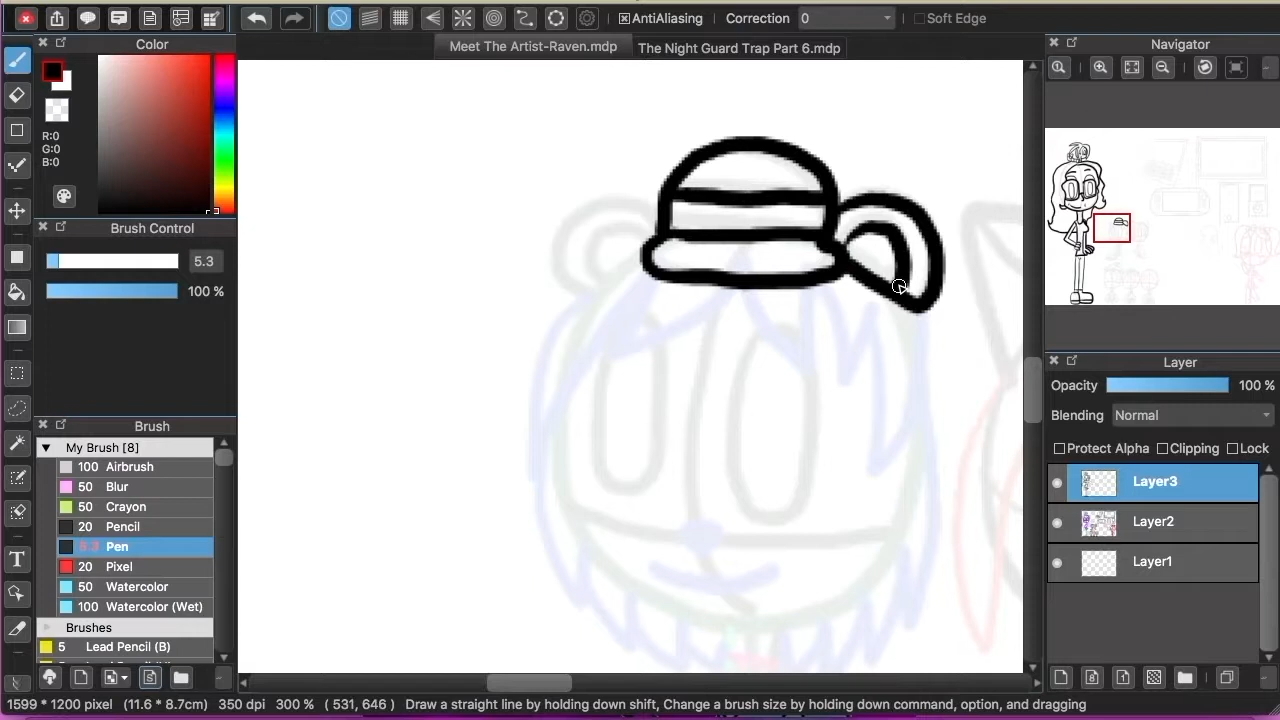 AntiAliasing Correction 0 Soft Edge
Color
Meet The Artist-Raven.mdp
The Night Guard Trap Part 6.mdp
Navigator
R:0
G:0
B:0
Brush Control
5.3
100 %
Brush
My Brush [8]
100 Airbrush
50 Blur
50 Crayon
20 Pencil
Pen
20 Pixel
50 Watercolor
100 Watercolor (Wet)
Brushes
5 Lead Pencil (B)
Layer
Opacity 100 %
Blending Normal
Protect Alpha Clipping Lock
Layer3
Layer2
Layer1
1599 * 1200 pixel (11.6 * 8.7cm) 350 dpi 300 % ( 531, 646 ) Draw a straight line by holding down shift, Change a brush size by holding down command, option, and dragging